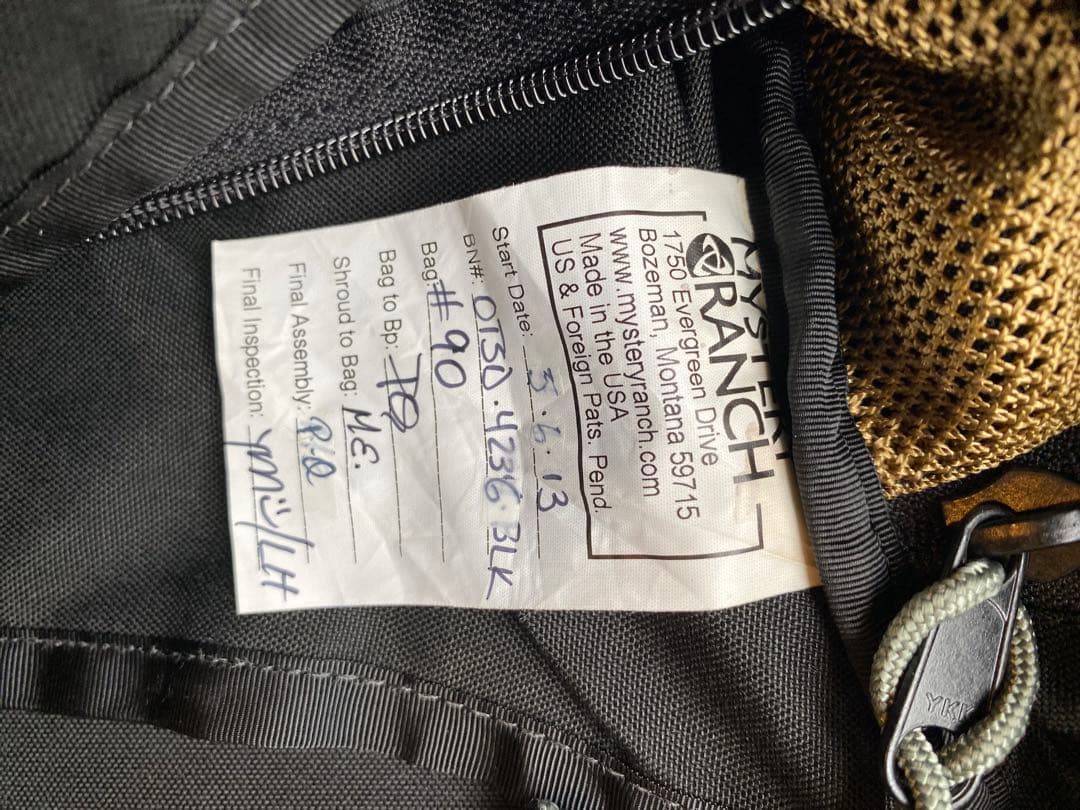 MYSTERY
RANCH
1750 Evergreen Drive
Bozeman, Montana 59715
www.mysteryranch.com
Made in the USA
US & Foreign Pats. Pend.
Start Date: 5.6.13
BN#: OT30.4236.BLK
Bag: #90
Bag to Bp:
Shroud to Bag: M.E.
Final Assembly: P.Q
Final Inspection:
YKK